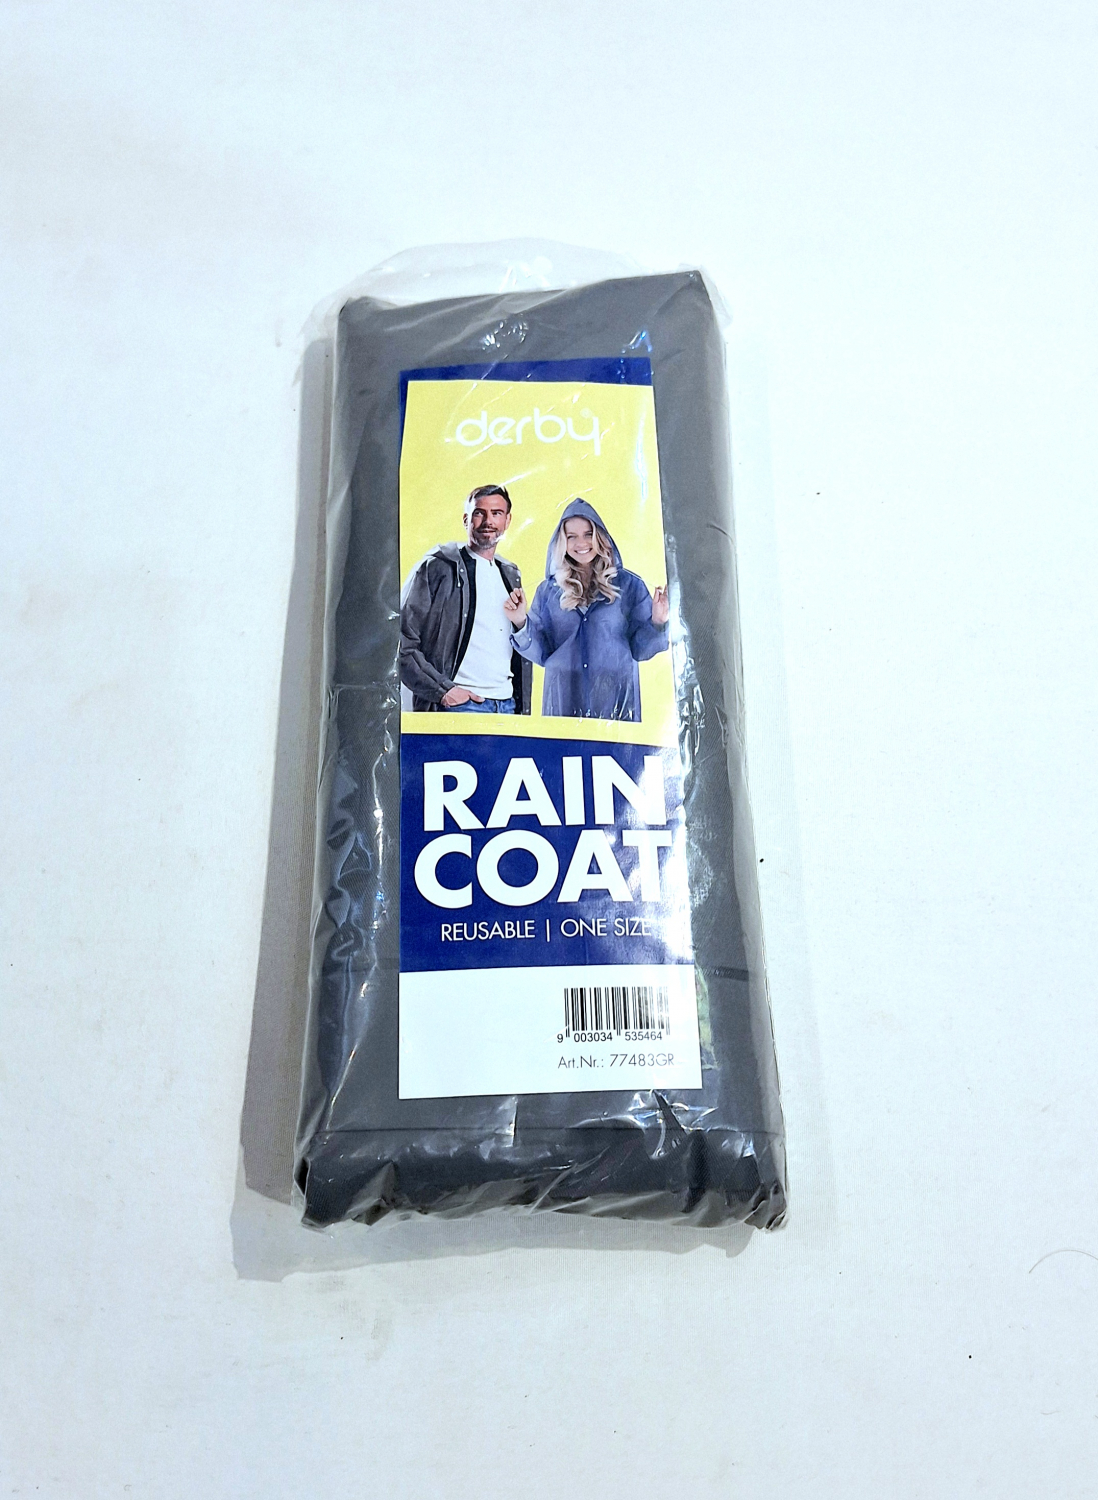 derby
RAIN
COAT
REUSABLE | ONE SIZE
9 003034 535464
Art.Nr.: 77483GR